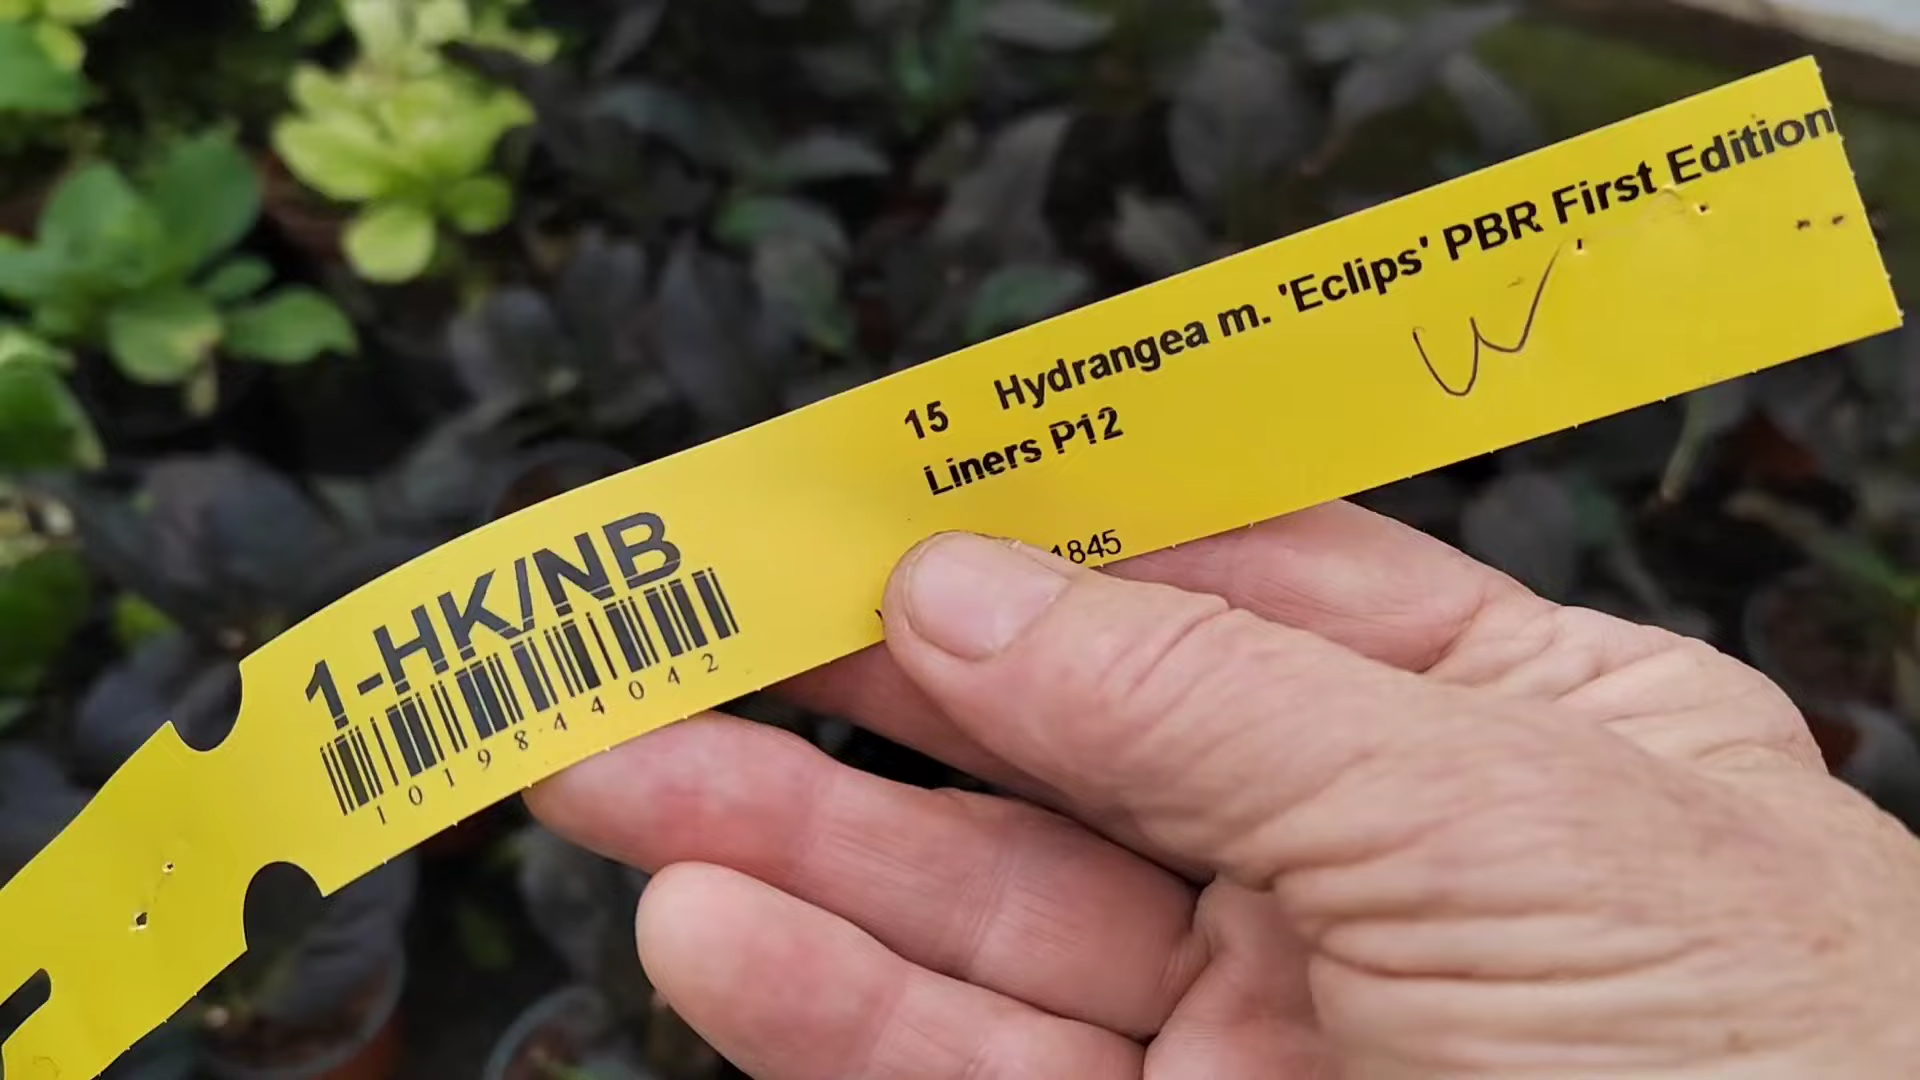 15 Hydrangea m. 'Eclips' PBR First Edition
Liners P12
1845
1-HK/NB
1019844042